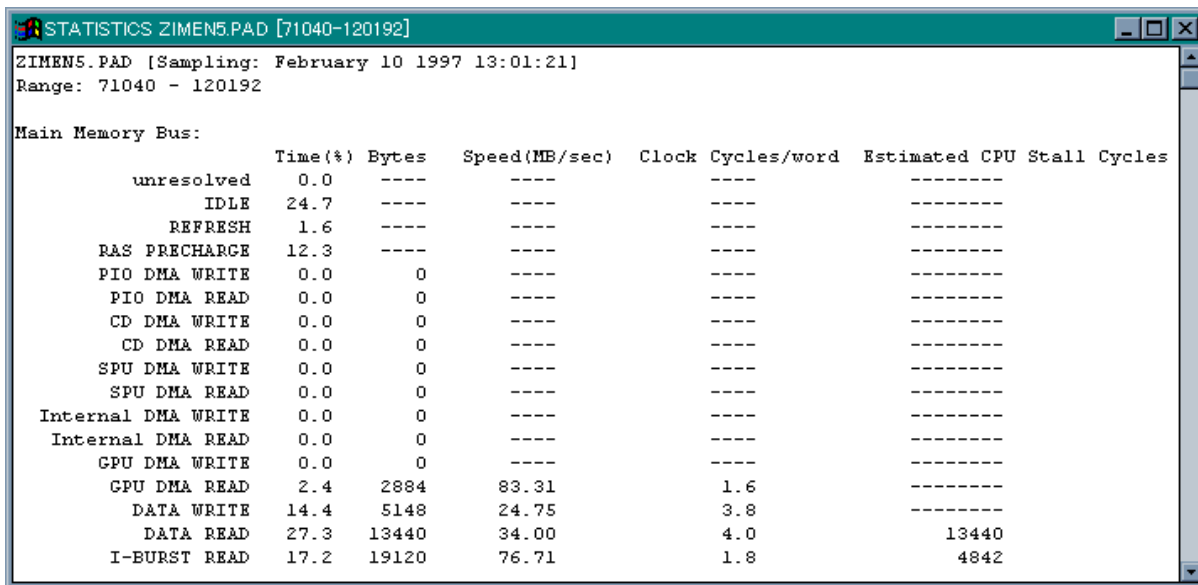 STATISTICS ZIMEN5.PAD [71040-120192]
ZIMEN5.PAD [Sampling: February 10 1997 13:01:21]
Range: 71040 - 120192
Main Memory Bus:
Time(%) Bytes Speed(MB/sec) Clock Cycles/word Estimated CPU Stall Cycles
unresolved 0.0 ---- ---- ---- --------
IDLE 24.7 ---- ---- ---- --------
REFRESH 1.6 ---- ---- ---- --------
RAS PRECHARGE 12.3 ---- ---- ---- --------
PIO DMA WRITE 0.0 0 ---- ---- --------
PIO DMA READ 0.0 0 ---- ---- --------
CD DMA WRITE 0.0 0 ---- ---- --------
CD DMA READ 0.0 0 ---- ---- --------
SPU DMA WRITE 0.0 0 ---- ---- --------
SPU DMA READ 0.0 0 ---- ---- --------
Internal DMA WRITE 0.0 0 ---- ---- --------
Internal DMA READ 0.0 0 ---- ---- --------
GPU DMA WRITE 0.0 0 ---- ---- --------
GPU DMA READ 2.4 2884 83.31 1.6 --------
DATA WRITE 14.4 5148 24.75 3.8 --------
DATA READ 27.3 13440 34.00 4.0 13440
I-BURST READ 17.2 19120 76.71 1.8 4842